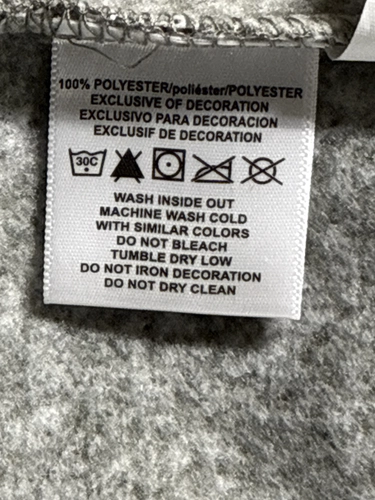 100% POLYESTER/poliéster/POLYESTER
EXCLUSIVE OF DECORATION
EXCLUSIVO PARA DECORACION
EXCLUSIF DE DECORATION
30C
WASH INSIDE OUT
MACHINE WASH COLD
WITH SIMILAR COLORS
DO NOT BLEACH
TUMBLE DRY LOW
DO NOT IRON DECORATION
DO NOT DRY CLEAN